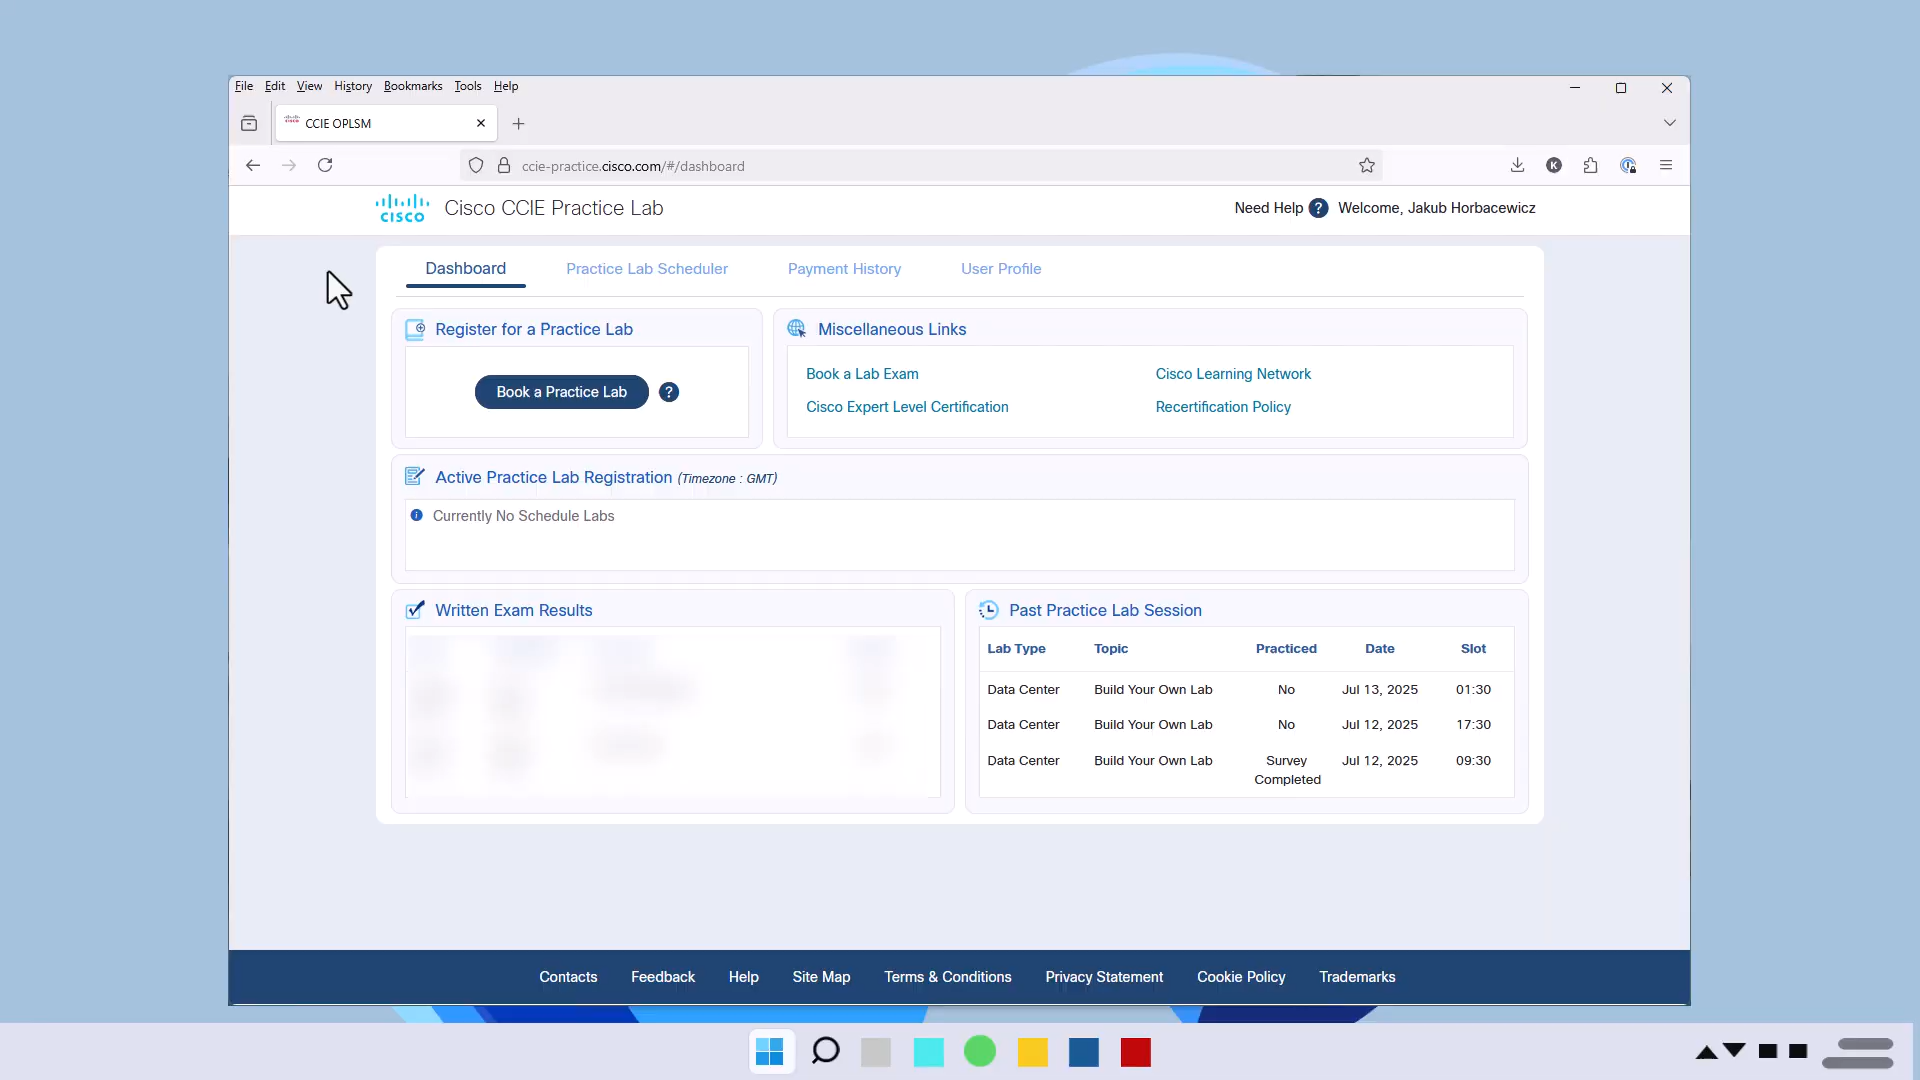 File Edit View History Bookmarks Tools Help
CCIE OPLSM
ccie-practice.cisco.com/#/dashboard
K
CISCO Cisco CCIE Practice Lab
Need Help ? Welcome, Jakub Horbacewicz
Dashboard Practice Lab Scheduler Payment History User Profile
Register for a Practice Lab
Book a Practice Lab ?
Miscellaneous Links
Book a Lab Exam Cisco Learning Network
Cisco Expert Level Certification Recertification Policy
Active Practice Lab Registration (Timezone : GMT)
Currently No Schedule Labs
Written Exam Results
Past Practice Lab Session
Lab Type Topic Practiced Date Slot
Data Center Build Your Own Lab No Jul 13, 2025 01:30
Data Center Build Your Own Lab No Jul 12, 2025 17:30
Data Center Build Your Own Lab Survey Completed Jul 12, 2025 09:30
Contacts Feedback Help Site Map Terms & Conditions Privacy Statement Cookie Policy Trademarks